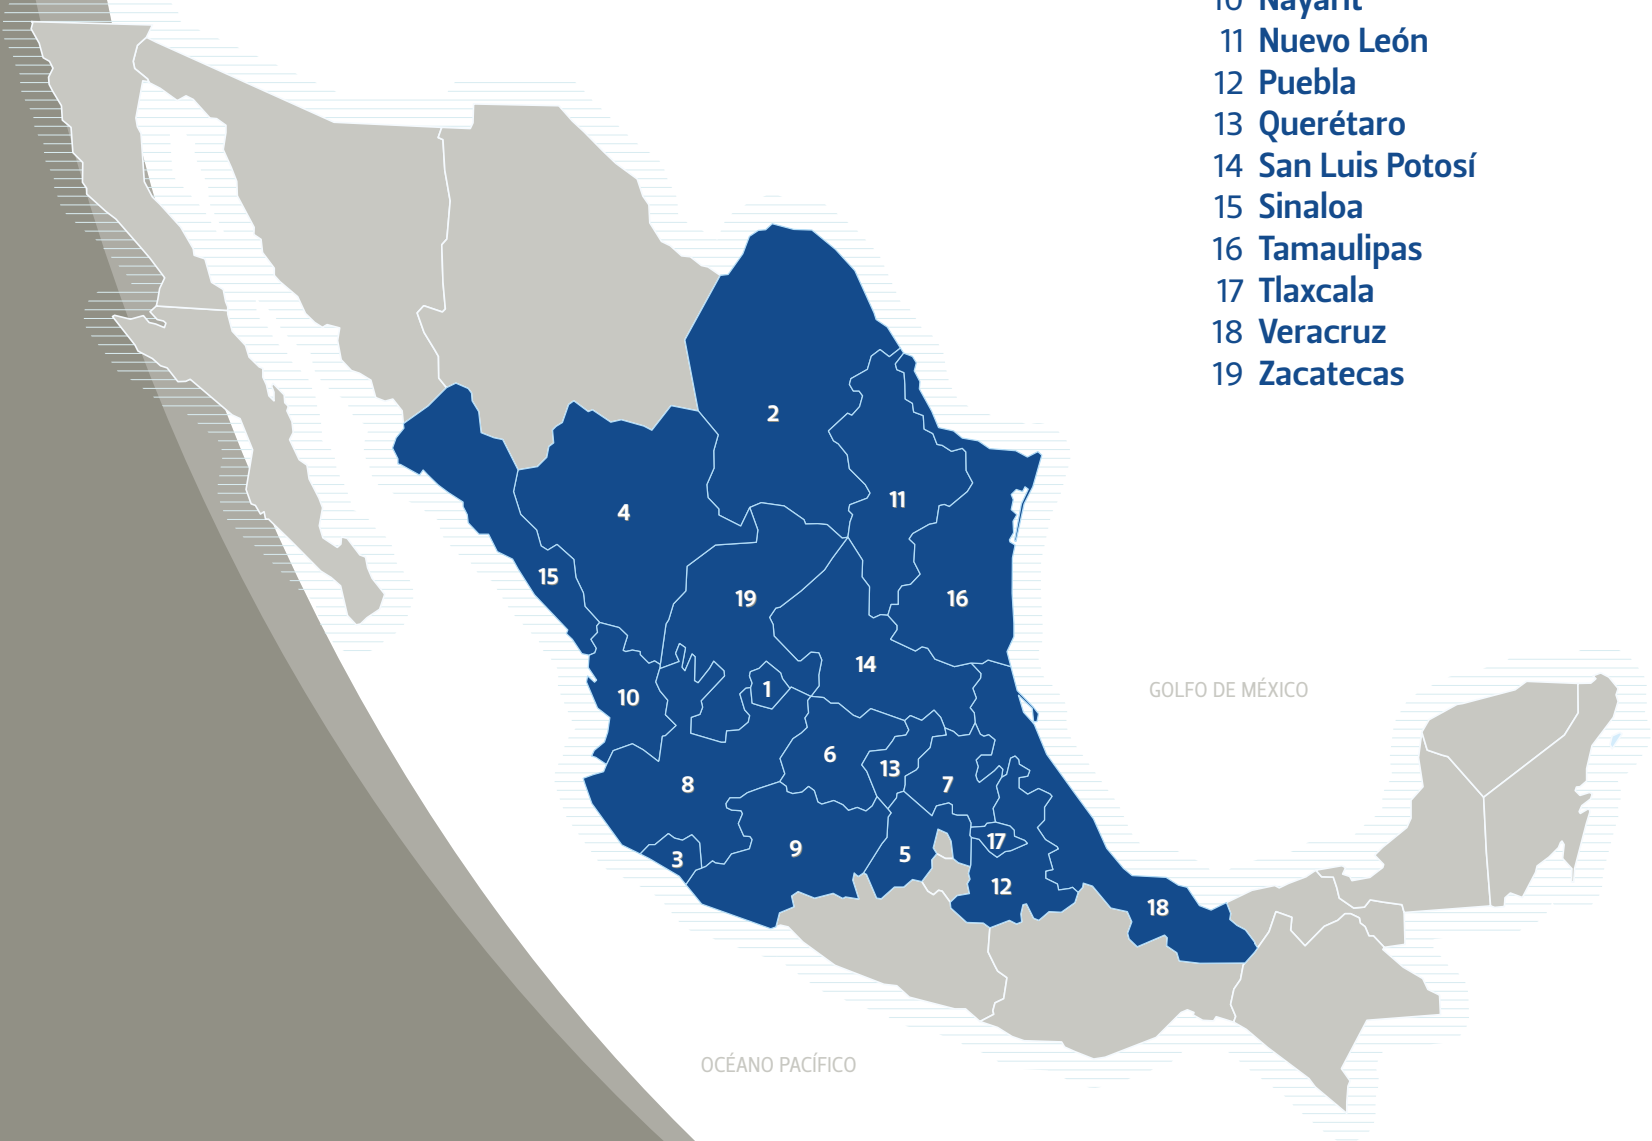 10 Nayarit
11 Nuevo León
12 Puebla
13 Querétaro
14 San Luis Potosí
15 Sinaloa
16 Tamaulipas
17 Tlaxcala
18 Veracruz
19 Zacatecas
2
11
4
15
19
16
14
1
10
GOLFO DE MÉXICO
6
13
8
7
17
9
5
3
12
18
OCÉANO PACÍFICO